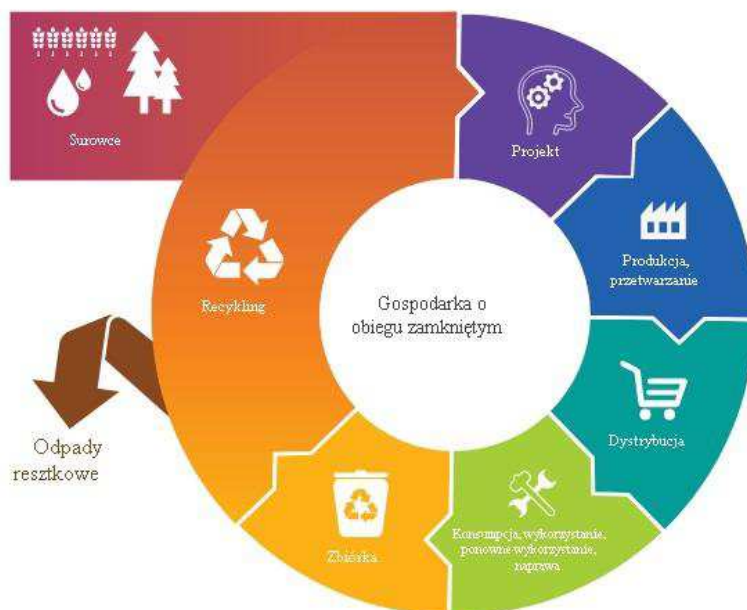 Surowce
Projekt
Produkcja,
przetwarzanie
Recykling
Gospodarka o
obiegu zamkniętym
Dystrybucja
Odpady
resztkowe
Zbiórka
Konsumpcja, wykorzystanie,
ponowne wykorzystanie,
naprawa